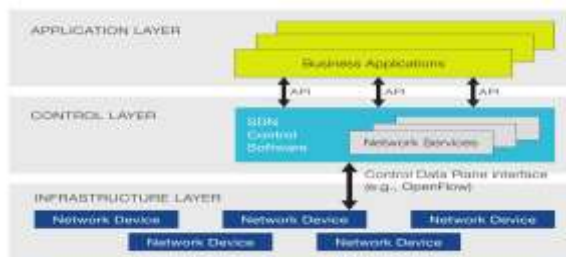 APPLICATION LAYER
Business Applications
API
API
API
CONTROL LAYER
SDN
Control
Software
Network Services
Control Data Plane interface
(e.g., OpenFlow)
INFRASTRUCTURE LAYER
Network Device
Network Device
Network Device
Network Device
Network Device